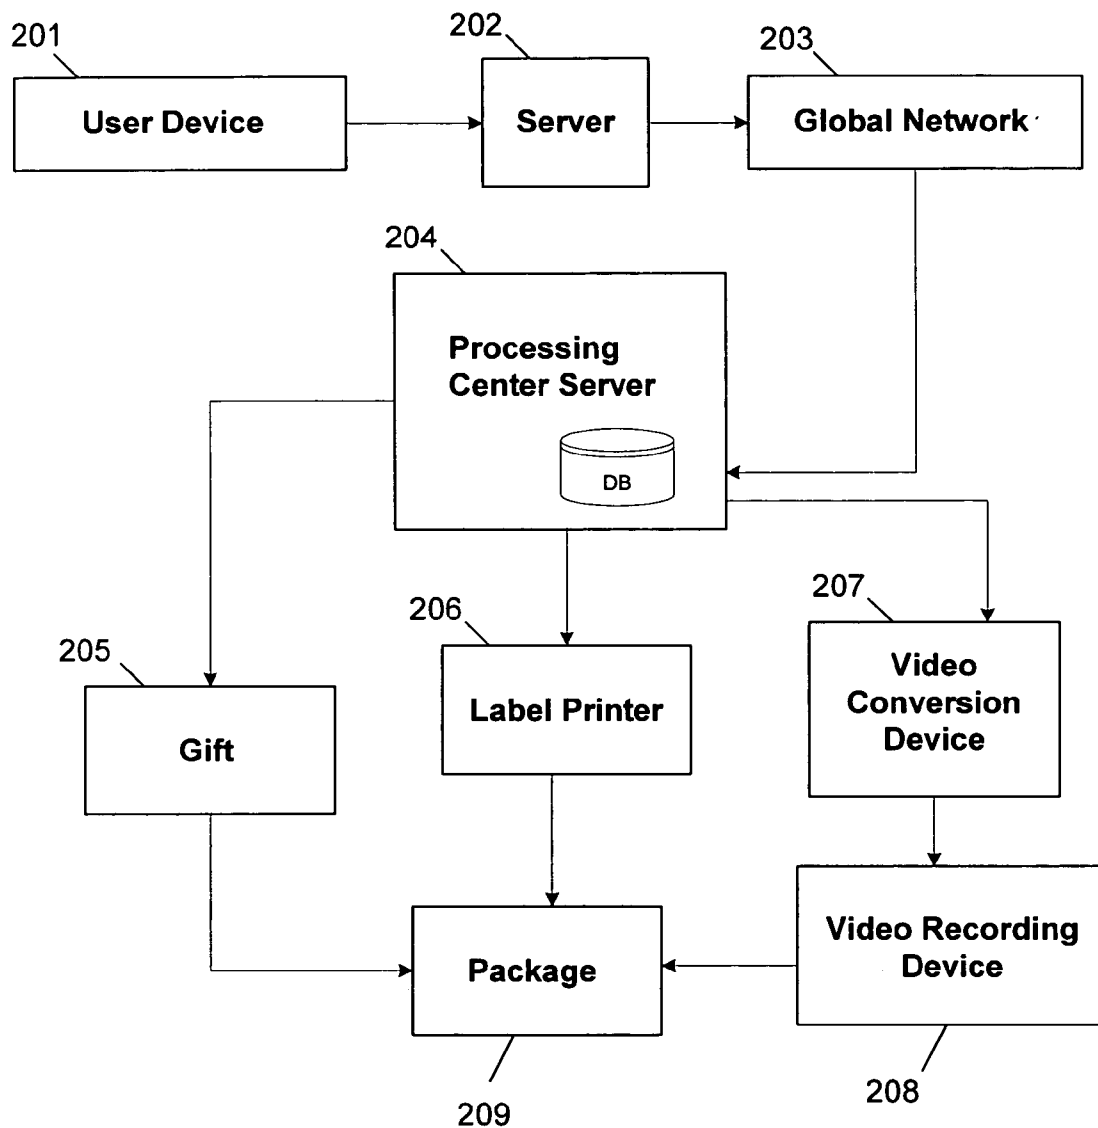 201
202
203
User Device
Server
Global Network
204
Processing
Center Server
DB
205
206
207
Gift
Label Printer
Video
Conversion
Device
Package
Video Recording
Device
209
208